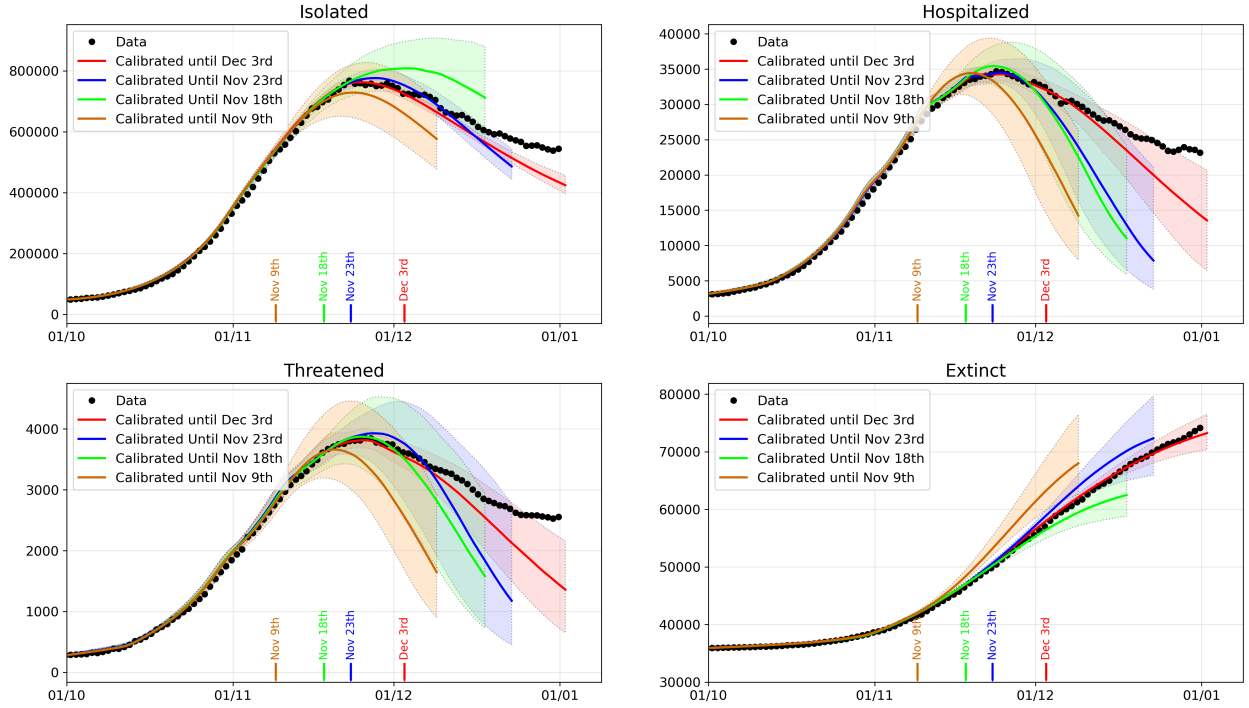 Isolated
Data
Calibrated until Dec 3rd
Calibrated Until Nov 23rd
Calibrated Until Nov 18th
Calibrated until Nov 9th
800000
600000
400000
200000
0
Nov 9th
Nov 18th
Nov 23th
Dec 3rd
01/10
01/11
01/12
01/01
Hospitalized
Data
Calibrated until Dec 3rd
Calibrated Until Nov 23rd
Calibrated Until Nov 18th
Calibrated until Nov 9th
40000
35000
30000
25000
20000
15000
10000
5000
0
Nov 9th
Nov 18th
Nov 23th
Dec 3rd
01/10
01/11
01/12
01/01
Threatened
Data
Calibrated until Dec 3rd
Calibrated Until Nov 23rd
Calibrated Until Nov 18th
Calibrated until Nov 9th
4000
3000
2000
1000
0
Nov 9th
Nov 18th
Nov 23th
Dec 3rd
01/10
01/11
01/12
01/01
Extinct
Data
Calibrated until Dec 3rd
Calibrated Until Nov 23rd
Calibrated Until Nov 18th
Calibrated until Nov 9th
80000
70000
60000
50000
40000
30000
Nov 9th
Nov 18th
Nov 23th
Dec 3rd
01/10
01/11
01/12
01/01